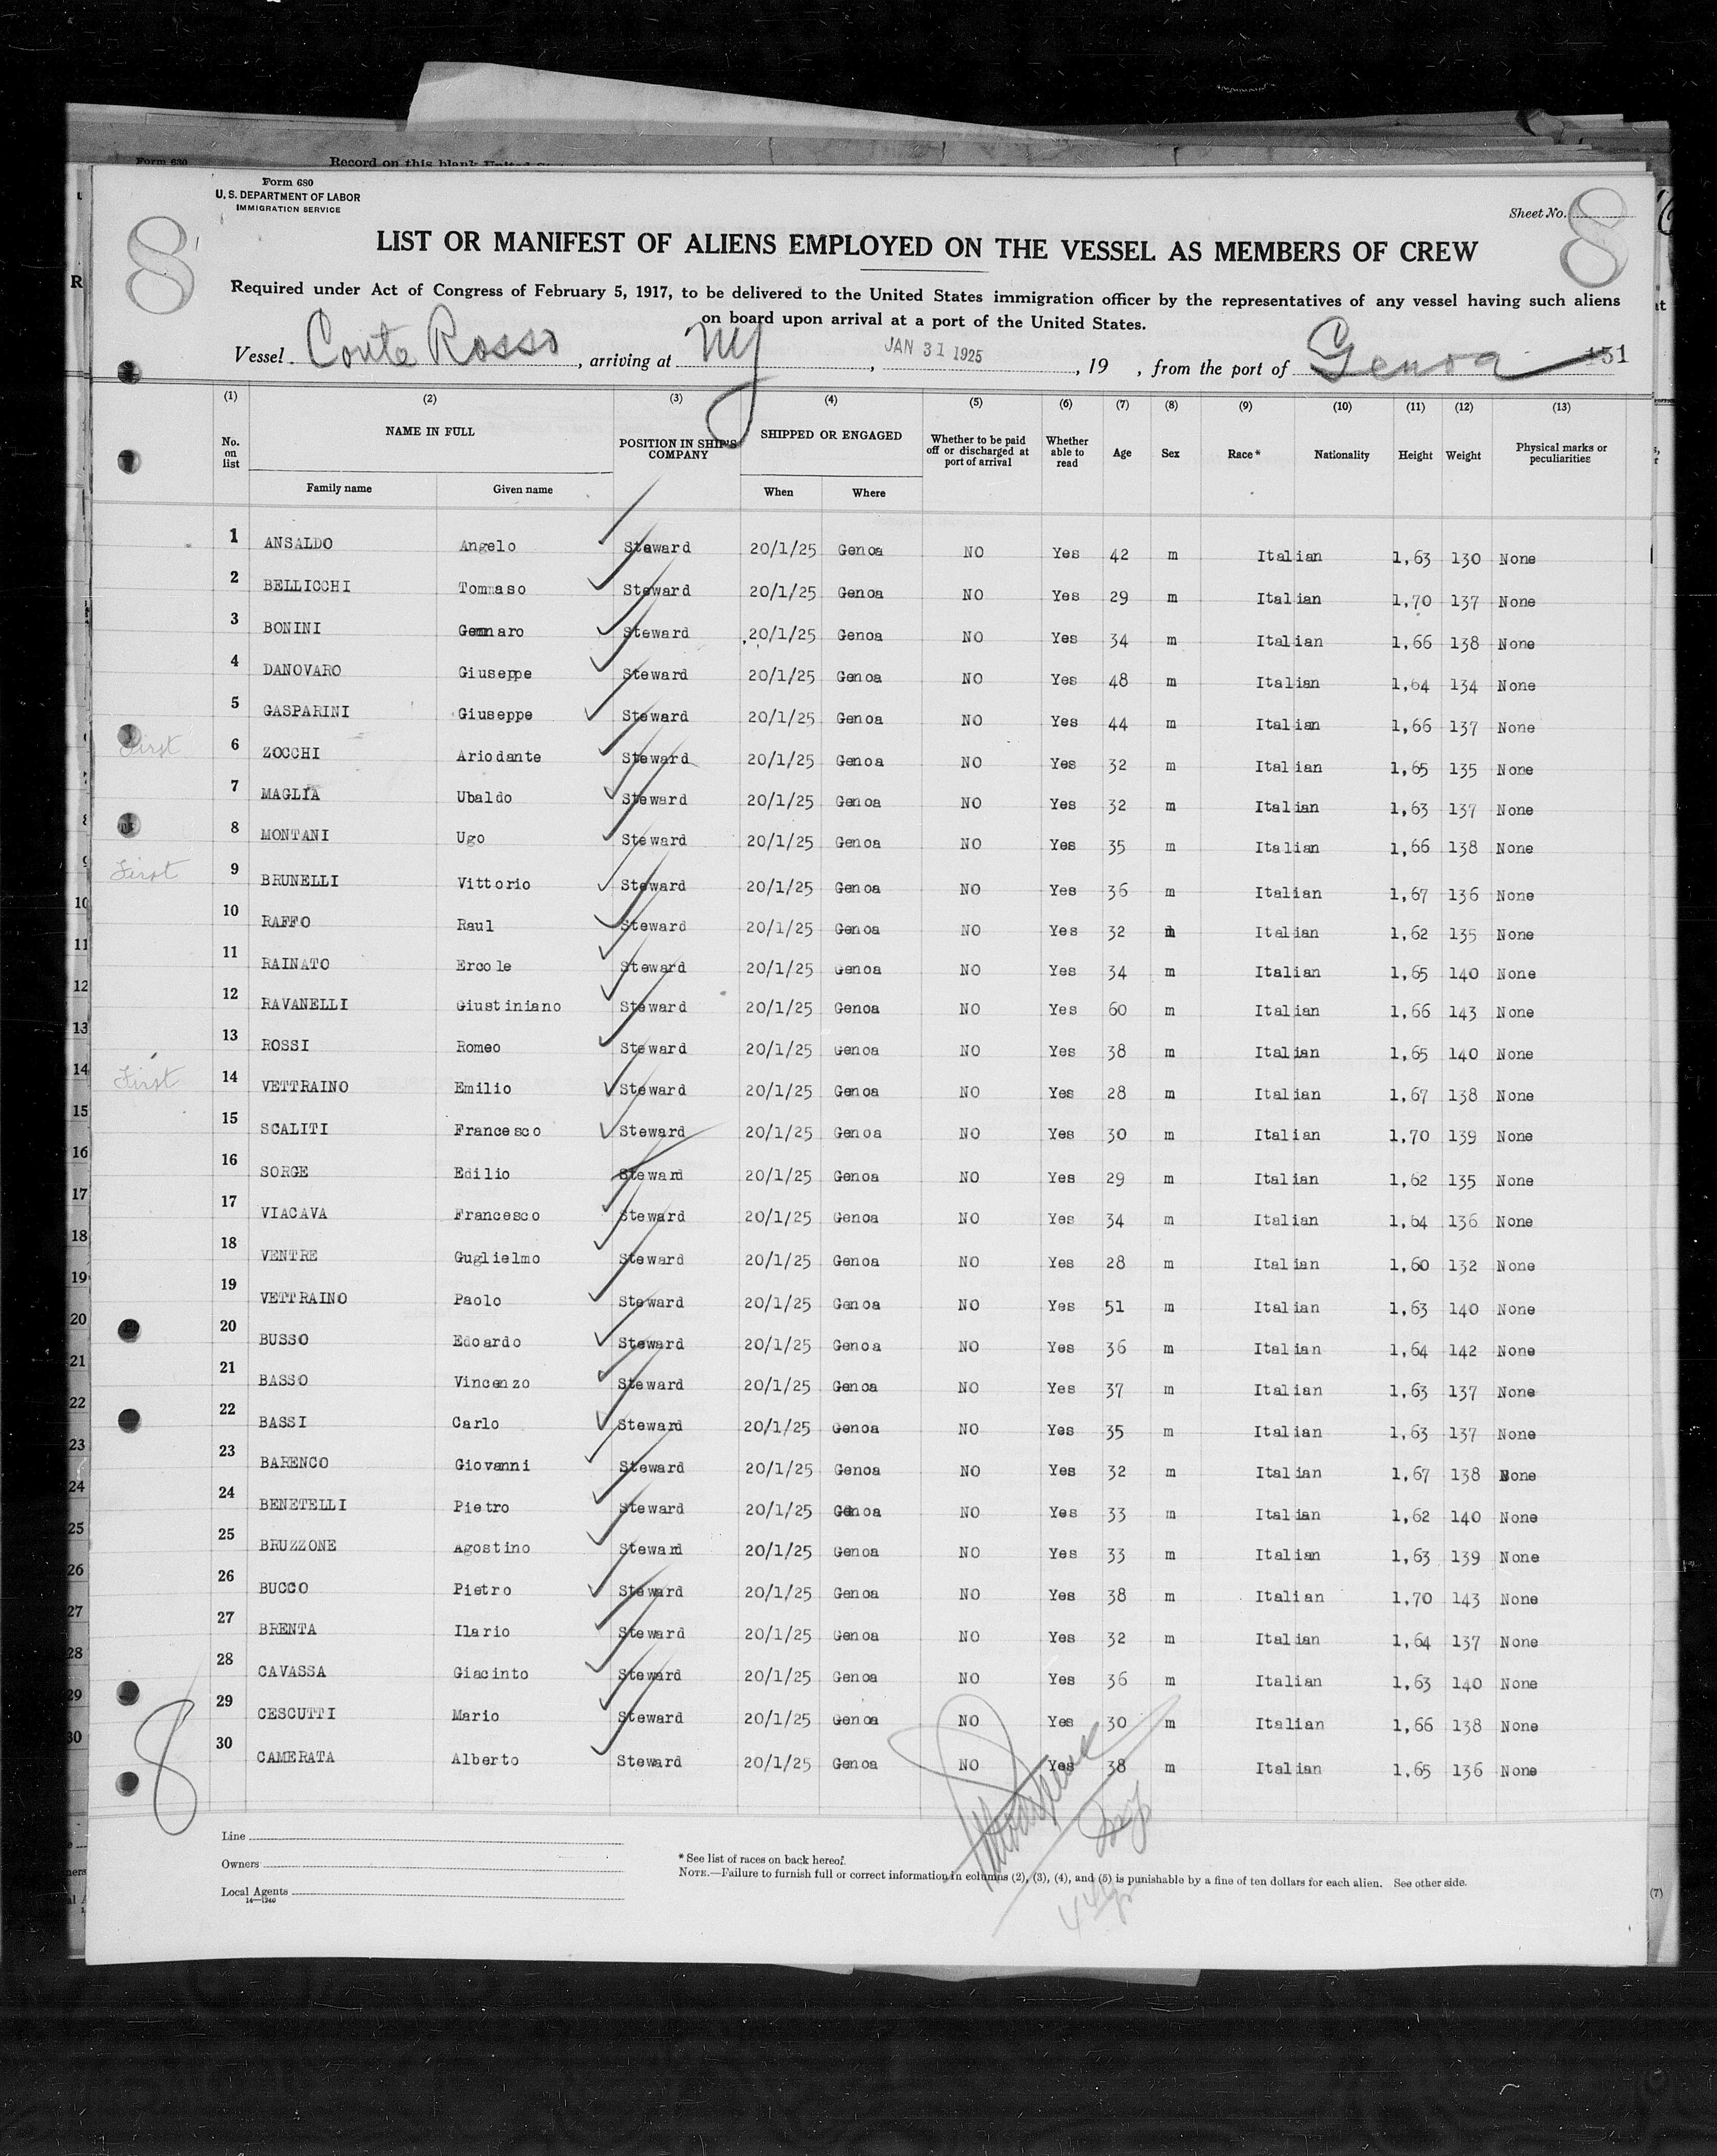 Form 630
Record on this blank United
Form 680
U. S. DEPARTMENT OF LABOR
IMMIGRATION SERVICE
Sheet No.
8
8
LIST OR MANIFEST OF ALIENS EMPLOYED ON THE VESSEL AS MEMBERS OF CREW
Required under Act of Congress of February 5, 1917, to be delivered to the United States immigration officer by the representatives of any vessel having such aliens
on board upon arrival at a port of the United States.
Vessel Conte Rosso, arriving at NY, JAN 31 1925, 19 , from the port of Genoa 151
(1) (2) (3) (4) (5) (6) (7) (8) (9) (10) (11) (12) (13)
No. on list NAME IN FULL Family name Given name POSITION IN SHIP'S COMPANY SHIPPED OR ENGAGED When Where Whether to be paid off or discharged at port of arrival Whether able to read Age Sex Race* Nationality Height Weight Physical marks or peculiarities
1 ANSALDO Angelo Steward 20/1/25 Genoa NO Yes 42 m Italian 1,63 130 None
2 BELLICCHI Tommaso Steward 20/1/25 Genoa NO Yes 29 m Italian 1,70 137 None
3 BONINI Gennaro Steward 20/1/25 Genoa NO Yes 34 m Italian 1,66 138 None
4 DANOVARO Giuseppe Steward 20/1/25 Genoa NO Yes 48 m Italian 1,64 134 None
5 GASPARINI Giuseppe Steward 20/1/25 Genoa NO Yes 44 m Italian 1,66 137 None
First 6 ZOCCHI Ariodante Steward 20/1/25 Genoa NO Yes 32 m Italian 1,65 135 None
7 MAGLIA Ubaldo Steward 20/1/25 Genoa NO Yes 32 m Italian 1,63 137 None
8 MONTANI Ugo Steward 20/1/25 Genoa NO Yes 35 m Italian 1,66 138 None
First 9 BRUNELLI Vittorio Steward 20/1/25 Genoa NO Yes 36 m Italian 1,67 136 None
10 RAFFO Raul Steward 20/1/25 Genoa NO Yes 32 m Italian 1,62 135 None
11 RAINATO Ercole Steward 20/1/25 Genoa NO Yes 34 m Italian 1,65 140 None
12 RAVANELLI Giustiniano Steward 20/1/25 Genoa NO Yes 60 m Italian 1,66 143 None
13 ROSSI Romeo Steward 20/1/25 Genoa NO Yes 38 m Italian 1,65 140 None
First 14 VETTRAINO Emilio Steward 20/1/25 Genoa NO Yes 28 m Italian 1,67 138 None
15 SCALITI Francesco Steward 20/1/25 Genoa NO Yes 30 m Italian 1,70 139 None
16 SORGE Edilio Steward 20/1/25 Genoa NO Yes 29 m Italian 1,62 135 None
17 VIACAVA Francesco Steward 20/1/25 Genoa NO Yes 34 m Italian 1,64 136 None
18 VENTRE Guglielmo Steward 20/1/25 Genoa NO Yes 28 m Italian 1,60 132 None
19 VETTRAINO Paolo Steward 20/1/25 Genoa NO Yes 51 m Italian 1,63 140 None
20 BUSSO Edoardo Steward 20/1/25 Genoa NO Yes 36 m Italian 1,64 142 None
21 BASSO Vincenzo Steward 20/1/25 Genoa NO Yes 37 m Italian 1,63 137 None
22 BASSI Carlo Steward 20/1/25 Genoa NO Yes 35 m Italian 1,63 137 None
23 BARENCO Giovanni Steward 20/1/25 Genoa NO Yes 32 m Italian 1,67 138 None
24 BENETELLI Pietro Steward 20/1/25 Genoa NO Yes 33 m Italian 1,62 140 None
25 BRUZZONE Agostino Steward 20/1/25 Genoa NO Yes 33 m Italian 1,63 139 None
26 BUCCO Pietro Steward 20/1/25 Genoa NO Yes 38 m Italian 1.70 143 None
27 BRENTA Ilario Steward 20/1/25 Genoa NO Yes 32 m Italian 1,64 137 None
28 CAVASSA Giacinto Steward 20/1/25 Genoa NO Yes 36 m Italian 1,63 140 None
29 CESCUTTI Mario Steward 20/1/25 Genoa NO Yes 30 m Italian 1,66 138 None
30 CAMERATA Alberto Steward 20/1/25 Genoa NO Yes 38 m Italian 1.65 136 None
8
Line
Owners
Local Agents
14—1240
* See list of races on back hereof.
NOTE.—Failure to furnish full or correct information in columns (2), (3), (4), and (5) is punishable by a fine of ten dollars for each alien. See other side.
(7)